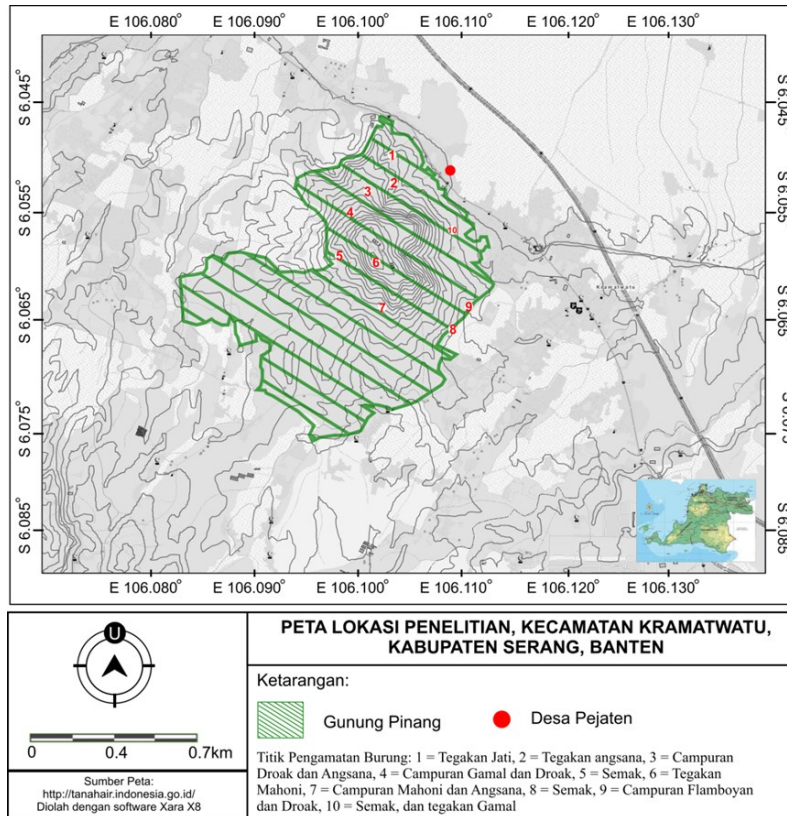 E 106.080° E 106.090° E 106.100° E 106.110° E 106.120° E 106.130°
S 6.045 S 6.045
1
2
3
4
S 6.055 S 6.055
10
5
6
Kramatwatu
7
9
S 6.065 S 6.065
8
S 6.075
S 6.085 S 6.085
E 106.080° E 106.090° E 106.100° E 106.110° E 106.120° E 106.130°
U
0 0.4 0.7km
Sumber Peta:
http://tanahair.indonesia.go.id/
Diolah dengan software Xara X8
PETA LOKASI PENELITIAN, KECAMATAN KRAMATWATU,
KABUPATEN SERANG, BANTEN
Ketarangan:
Gunung Pinang Desa Pejaten
Titik Pengamatan Burung: 1 = Tegakan Jati, 2 = Tegakan angsana, 3 = Campuran
Droak dan Angsana, 4 = Campuran Gamal dan Droak, 5 = Semak, 6 = Tegakan
Mahoni, 7 = Campuran Mahoni dan Angsana, 8 = Semak, 9 = Campuran Flamboyan
dan Droak, 10 = Semak, dan tegakan Gamal